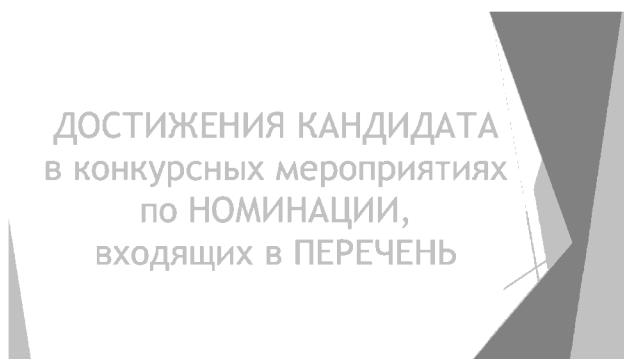 ДОСТИЖЕНИЯ КАНДИДАТА
в конкурсных мероприятиях
по НОМИНАЦИИ,
входящих в ПЕРЕЧЕНЬ